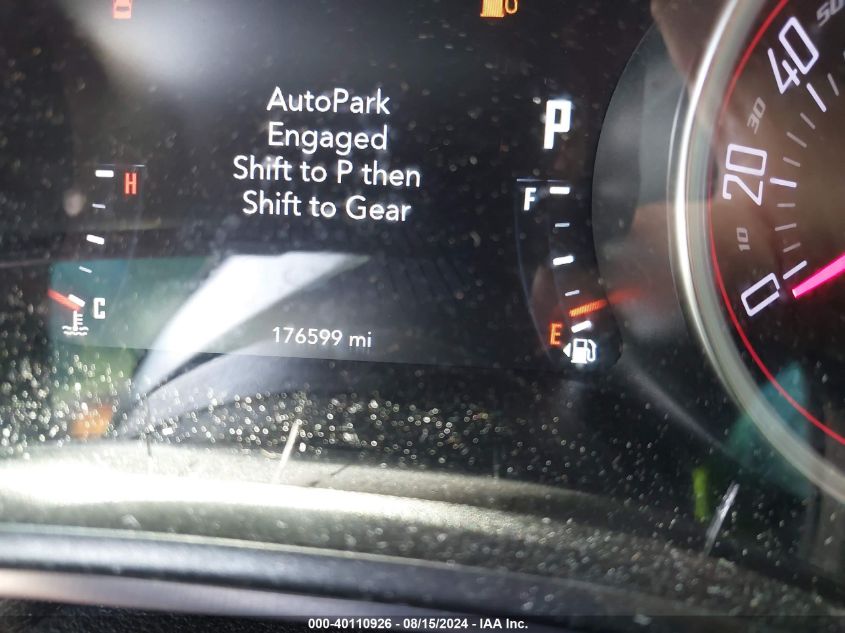 AutoPark
Engaged
Shift to P then
Shift to Gear
P
H
C
F
E
176599 mi
50
40
30
20
10
0
000-40110926 - 08/15/2024 - IAA Inc.